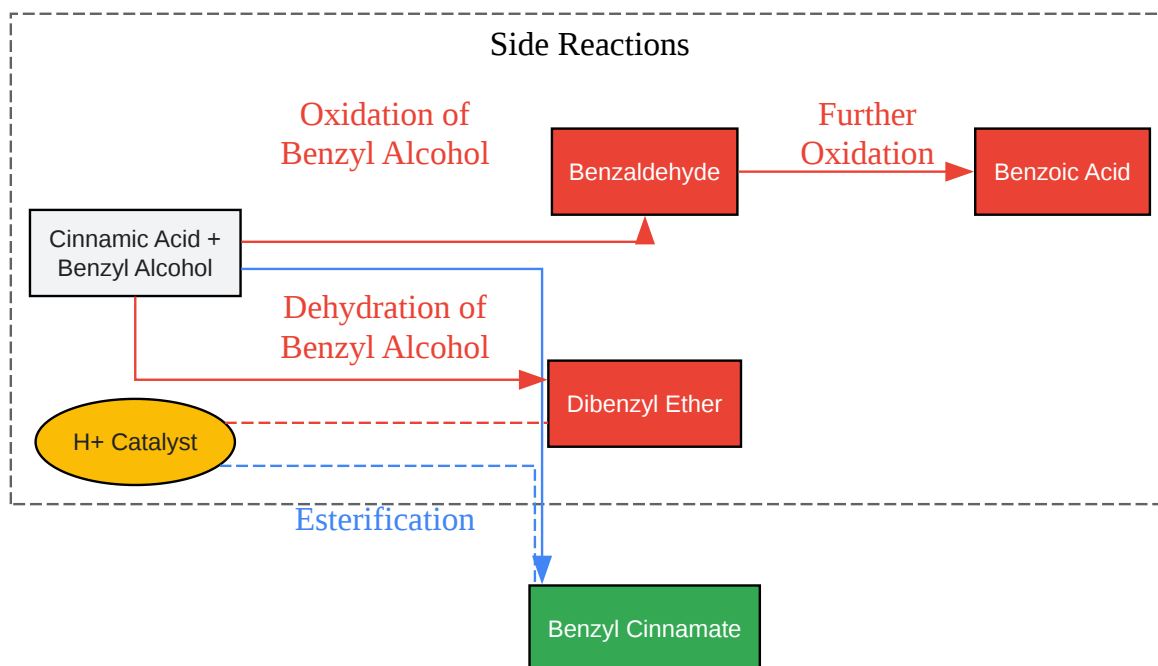 Side Reactions
Oxidation of
Benzyl Alcohol
Further
Oxidation
Benzaldehyde
Benzoic Acid
Cinnamic Acid +
Benzyl Alcohol
Dehydration of
Benzyl Alcohol
Dibenzyl Ether
H+ Catalyst
Esterification
Benzyl Cinnamate